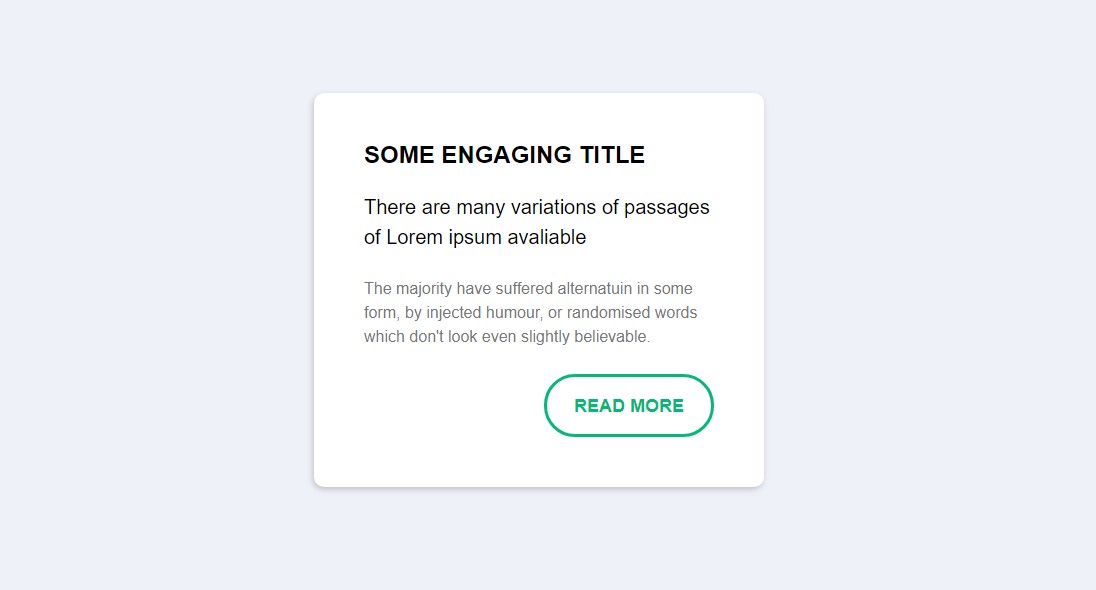 SOME ENGAGING TITLE
There are many variations of passages
of Lorem ipsum avaliable
The majority have suffered alternatuin in some
form, by injected humour, or randomised words
which don't look even slightly believable.
READ MORE